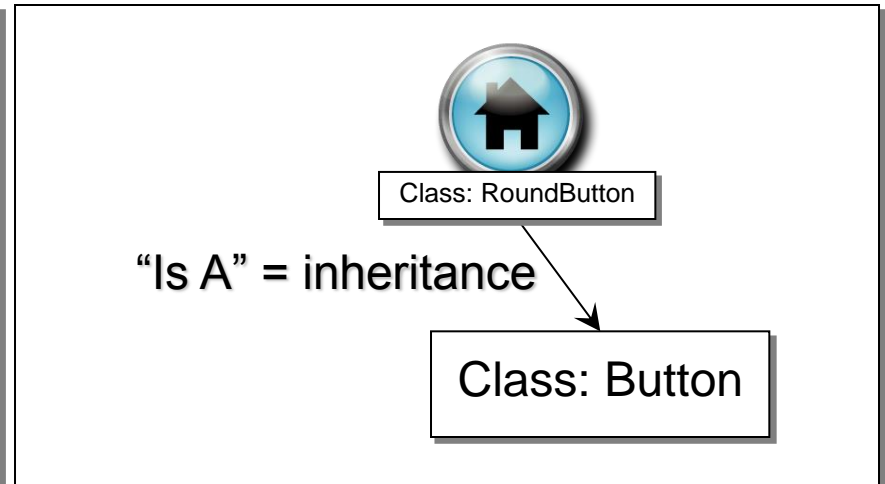 Class: RoundButton
“Is A” = inheritance
Class: Button